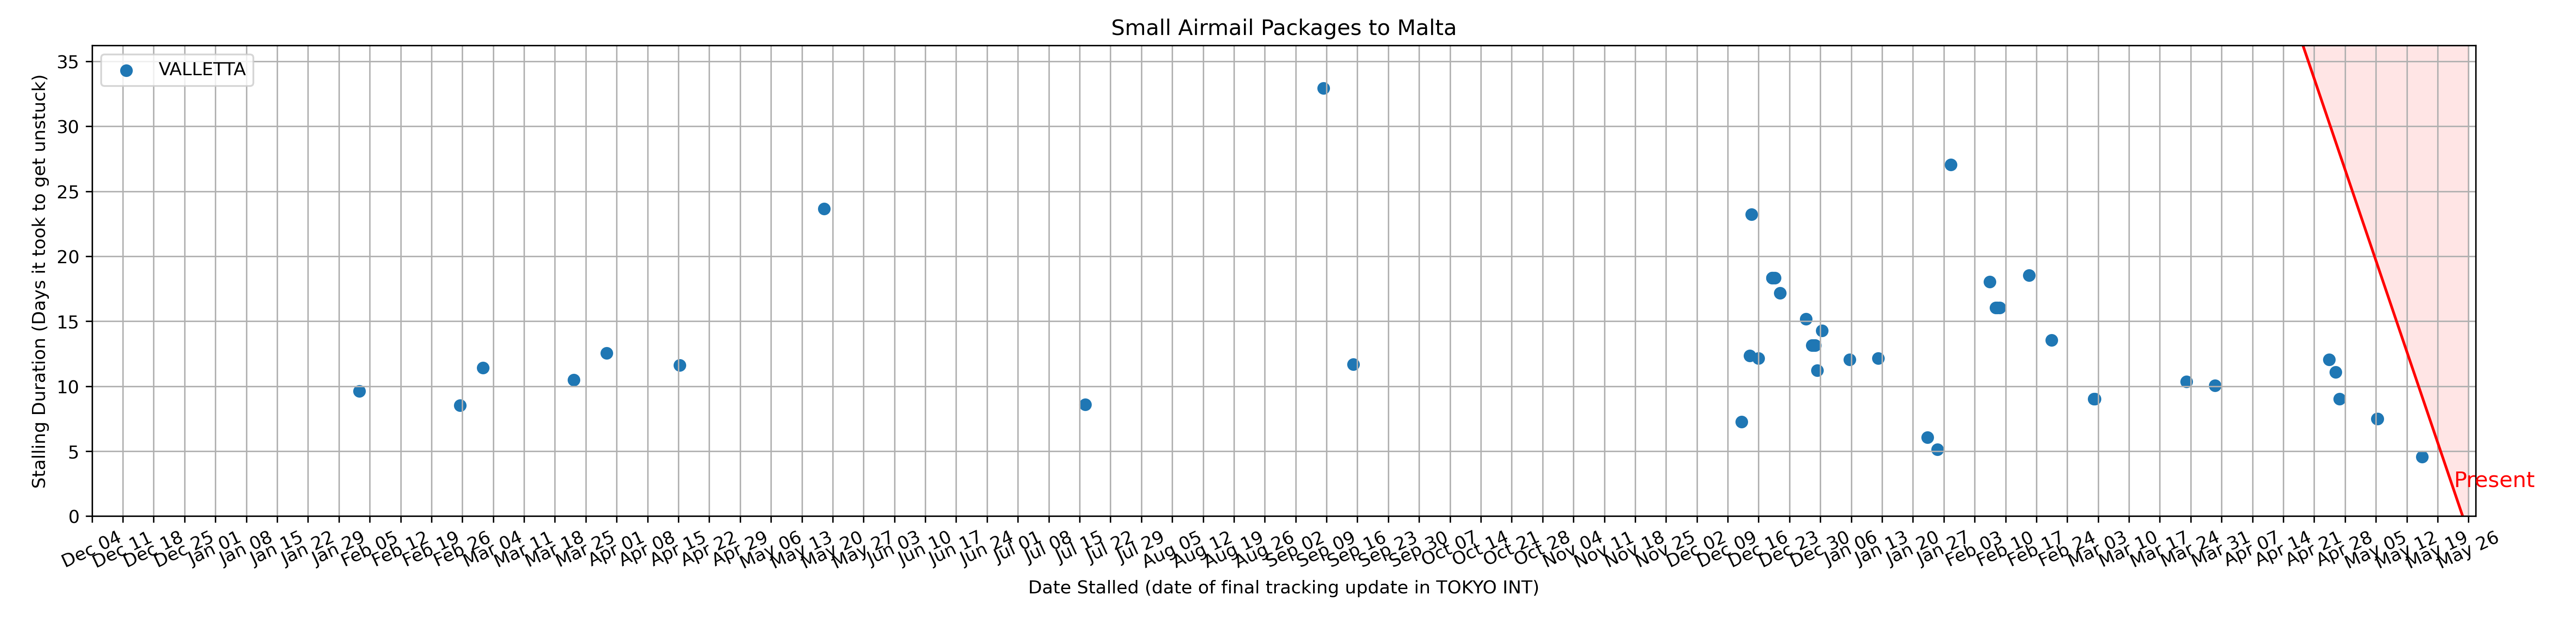 Small Airmail Packages to Malta
VALLETTA
Stalling Duration (Days it took to get unstuck)
35
30
25
20
15
10
5
0
Present
Dec 04
Dec 11
Dec 18
Dec 25
Jan 01
Jan 08
Jan 15
Jan 22
Jan 29
Feb 05
Feb 12
Feb 19
Feb 26
Mar 04
Mar 11
Mar 18
Mar 25
Apr 01
Apr 08
Apr 15
Apr 22
Apr 29
May 06
May 13
May 20
May 27
Jun 03
Jun 10
Jun 17
Jun 24
Jul 01
Jul 08
Jul 15
Jul 22
Jul 29
Aug 05
Aug 12
Aug 19
Aug 26
Sep 02
Sep 09
Sep 16
Sep 23
Sep 30
Oct 07
Oct 14
Oct 21
Oct 28
Nov 04
Nov 11
Nov 18
Nov 25
Dec 02
Dec 09
Dec 16
Dec 23
Dec 30
Jan 06
Jan 13
Jan 20
Jan 27
Feb 03
Feb 10
Feb 17
Feb 24
Mar 03
Mar 10
Mar 17
Mar 24
Mar 31
Apr 07
Apr 14
Apr 21
Apr 28
May 05
May 12
May 19
May 26
Date Stalled (date of final tracking update in TOKYO INT)